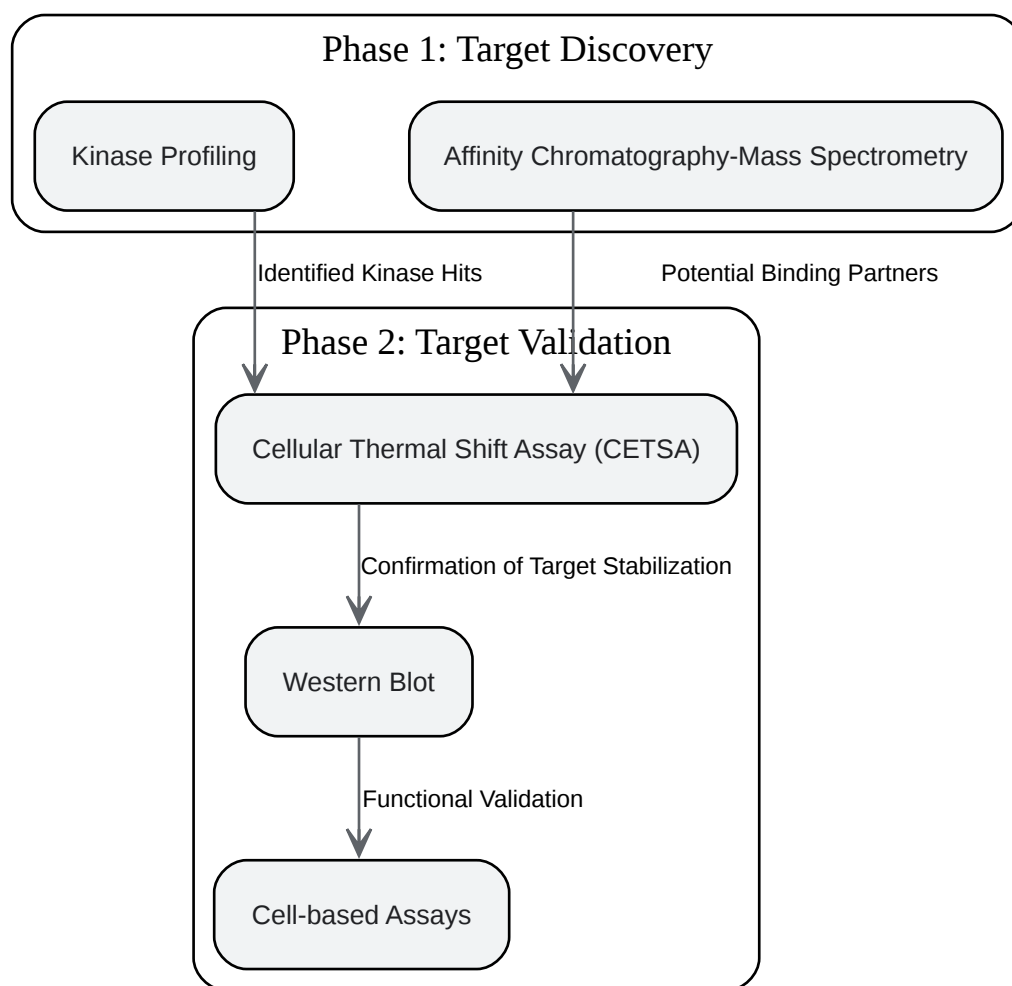 Phase 1: Target Discovery
Kinase Profiling
Affinity Chromatography-Mass Spectrometry
Identified Kinase Hits
Potential Binding Partners
Phase 2: Target Validation
Cellular Thermal Shift Assay (CETSA)
Confirmation of Target Stabilization
Western Blot
Functional Validation
Cell-based Assays